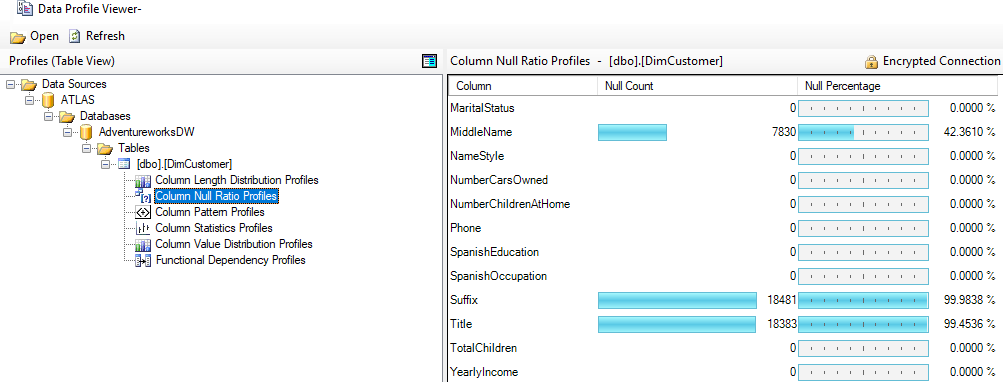 Data Profile Viewer-
Open Refresh
Profiles (Table View)
Data Sources
ATLAS
Databases
AdventureworksDW
Tables
[dbo].[DimCustomer]
Column Length Distribution Profiles
Column Null Ratio Profiles
Column Pattern Profiles
Column Statistics Profiles
Column Value Distribution Profiles
Functional Dependency Profiles
Column Null Ratio Profiles - [dbo].[DimCustomer] Encrypted Connection
Column Null Count Null Percentage
MaritalStatus 0 0.0000 %
MiddleName 7830 42.3610 %
NameStyle 0 0.0000 %
NumberCarsOwned 0 0.0000 %
NumberChildrenAtHome 0 0.0000 %
Phone 0 0.0000 %
SpanishEducation 0 0.0000 %
SpanishOccupation 0 0.0000 %
Suffix 18481 99.9838 %
Title 18383 99.4536 %
TotalChildren 0 0.0000 %
YearlyIncome 0 0.0000 %